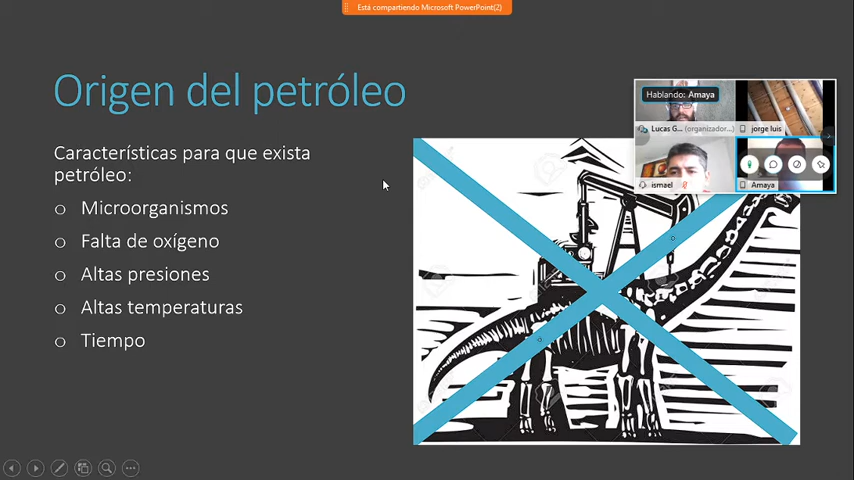 Está compartiendo Microsoft PowerPoint(2)
Origen del petróleo
Hablando: Amaya
Lucas G... (organizador...
jorge luis
ismael
Amaya
Características para que exista
petróleo:
o Microorganismos
o Falta de oxígeno
o Altas presiones
o Altas temperaturas
o Tiempo